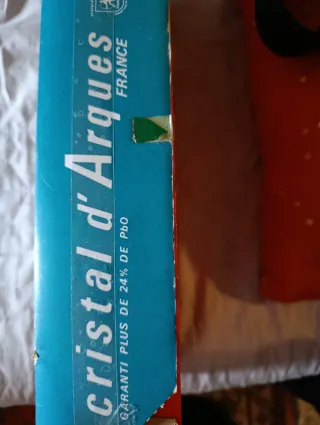 cristal d'Arques
GARANTI PLUS DE 24% DE PbO FRANCE